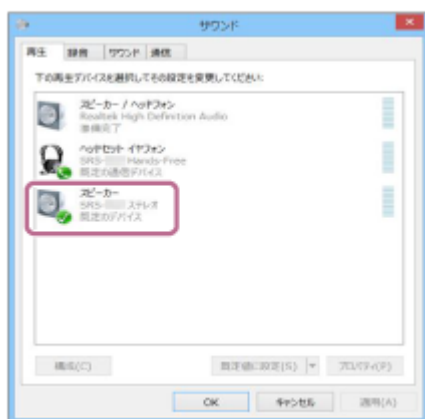 サウンド
再生 録音 サウンド 通信
下の再生デバイスを選択してその設定を変更してください:
スピーカー / ヘッドフォン
Realtek High Definition Audio
準備完了
ヘッドセット イヤフォン
SRS- Hands-Free
既定の通信デバイス
スピーカー
SRS- ステレオ
既定のデバイス
構成(C) 既定値に設定(S) プロパティ(P)
OK キャンセル 適用(A)